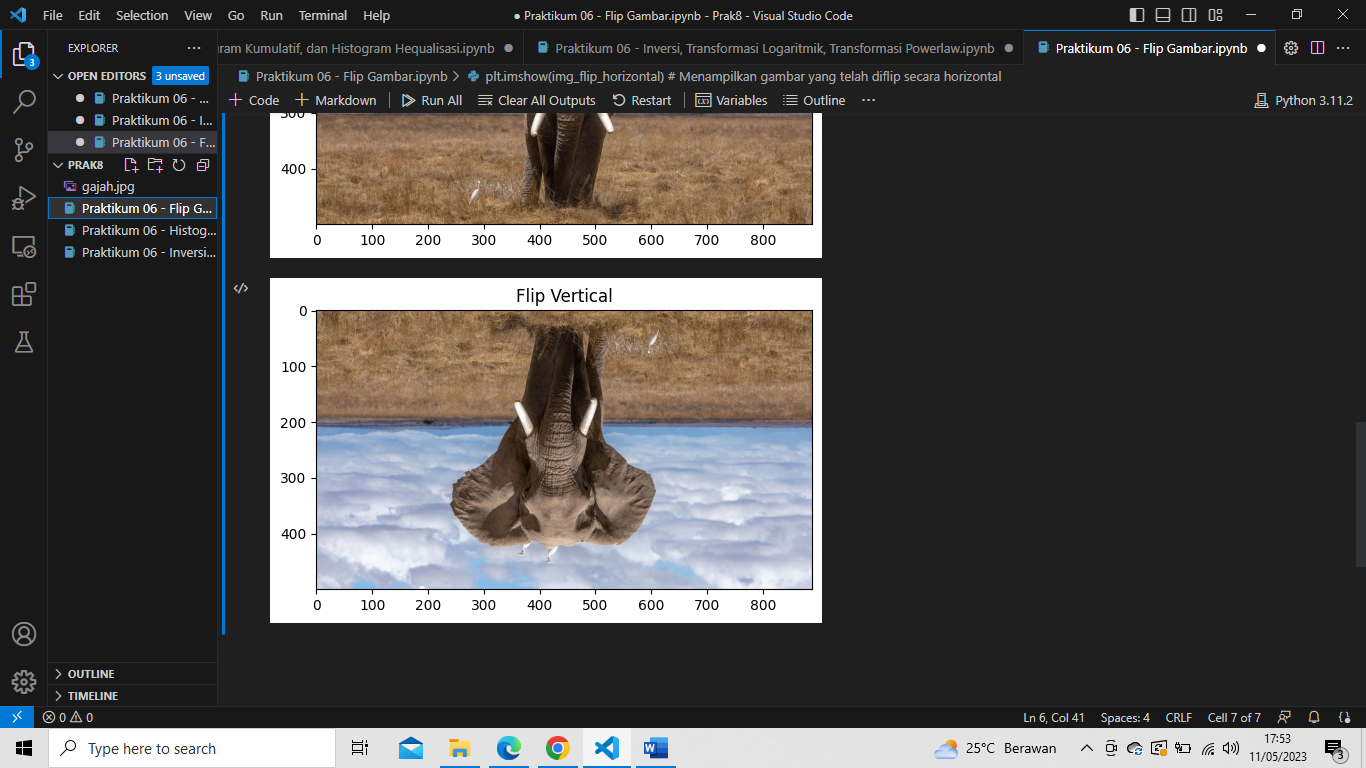 File Edit Selection View Go Run Terminal Help
● Praktikum 06 - Flip Gambar.ipynb - Prak8 - Visual Studio Code
EXPLORER
ram Kumulatif, dan Histogram Hequalisasi.ipynb
Praktikum 06 - Inversi, Transformasi Logaritmik, Transformasi Powerlaw.ipynb
Praktikum 06 - Flip Gambar.ipynb
3
OPEN EDITORS 3 unsaved
Praktikum 06 - ...
Praktikum 06 - I...
Praktikum 06 - F...
PRAK8
gajah.jpg
Praktikum 06 - Flip G...
Praktikum 06 - Histog...
Praktikum 06 - Inversi...
OUTLINE
TIMELINE
Praktikum 06 - Flip Gambar.ipynb > plt.imshow(img_flip_horizontal) # Menampilkan gambar yang telah diflip secara horizontal
Code Markdown Run All Clear All Outputs Restart Variables Outline ...
Python 3.11.2
300
400
0 100 200 300 400 500 600 700 800
Flip Vertical
0
100
200
300
400
0 100 200 300 400 500 600 700 800
0 0
Ln 6, Col 41 Spaces: 4 CRLF Cell 7 of 7
Type here to search
25°C Berawan
17:53
11/05/2023
3